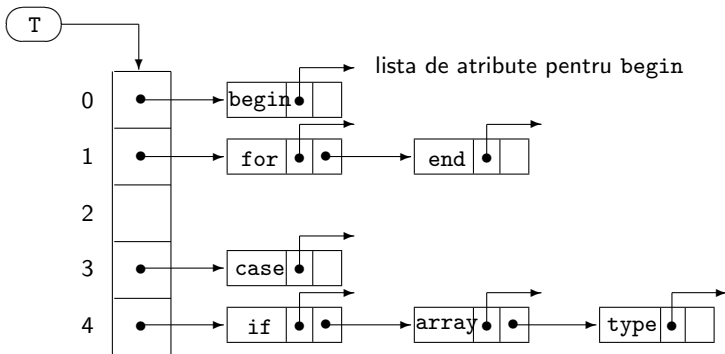 T
lista de atribute pentru begin
0 begin
1 for end
2
3 case
4 if array type